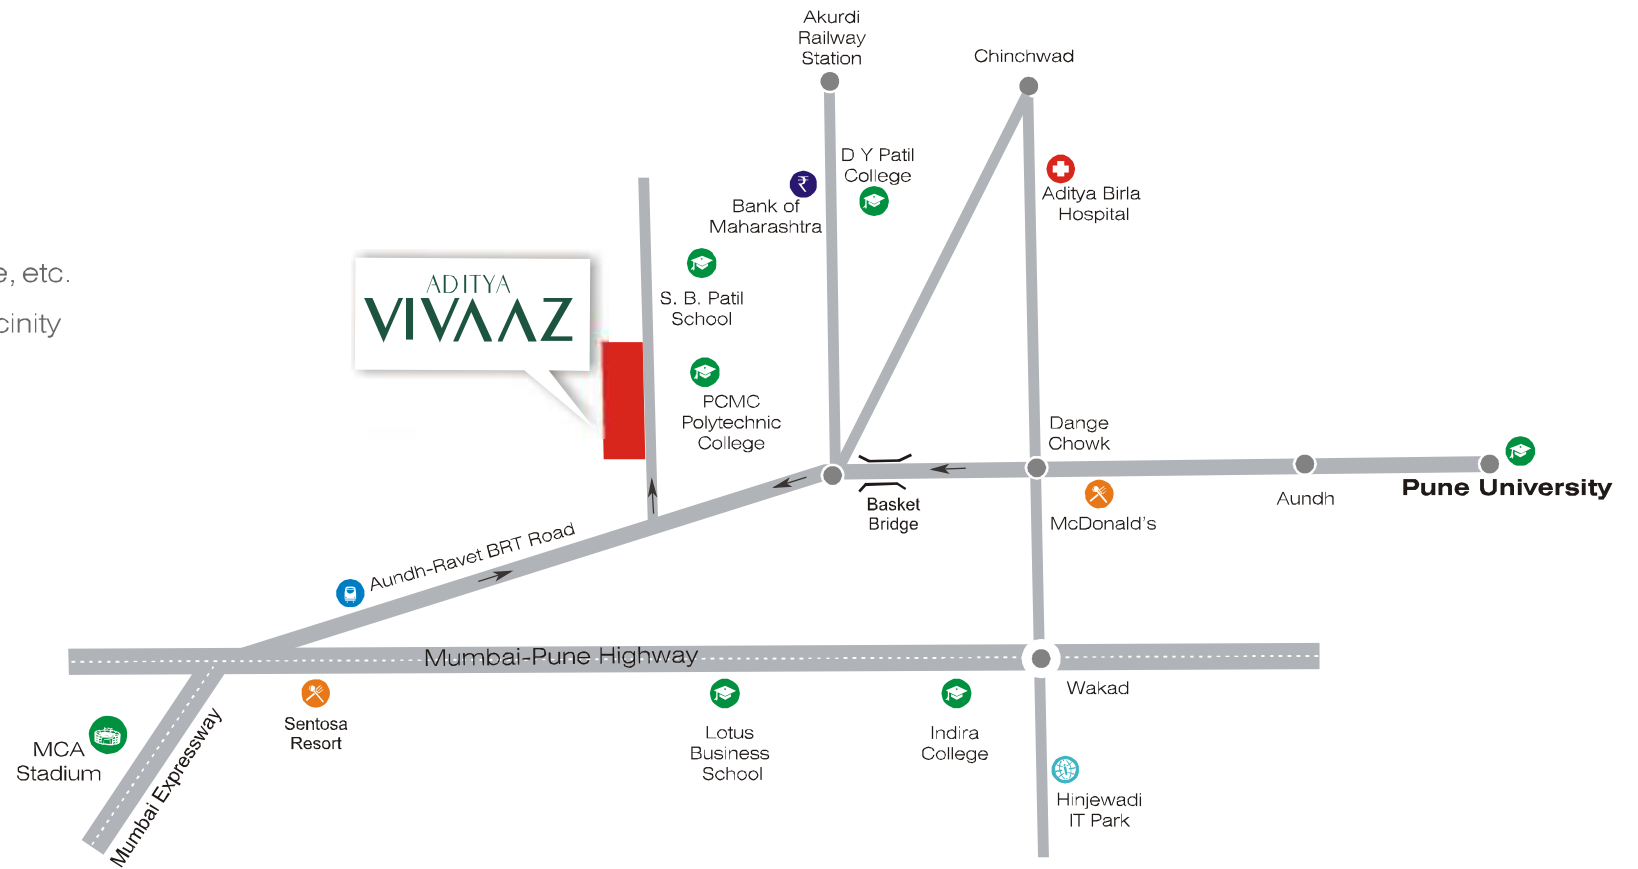 Akurdi
Railway
Station
Chinchwad
D Y Patil
College
Bank of
Maharashtra
Aditya Birla
Hospital
e, etc.
cinity
ADITYA
VIVAAZ
S. B. Patil
School
PCMC
Polytechnic
College
Dange
Chowk
Pune University
Aundh
McDonald's
Basket
Bridge
Aundh-Ravet BRT Road
Mumbai-Pune Highway
Wakad
Sentosa
Resort
Lotus
Business
School
Indira
College
MCA
Stadium
Mumbai Expressway
Hinjewadi
IT Park